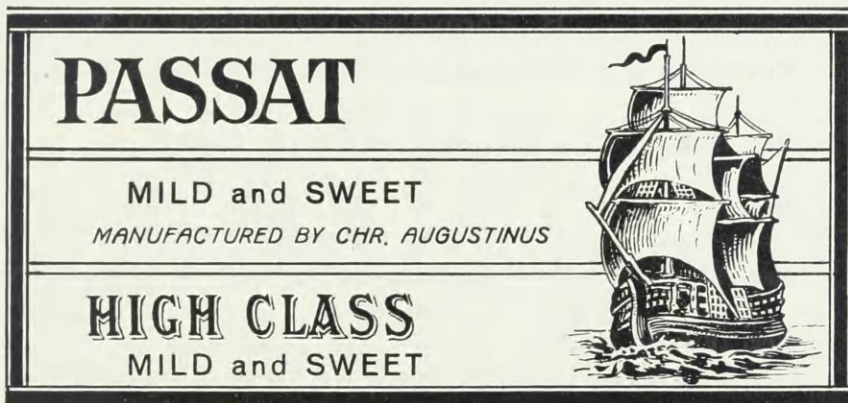 PASSAT
MILD and SWEET
MANUFACTURED BY CHR. AUGUSTINUS
HIGH CLASS
MILD and SWEET